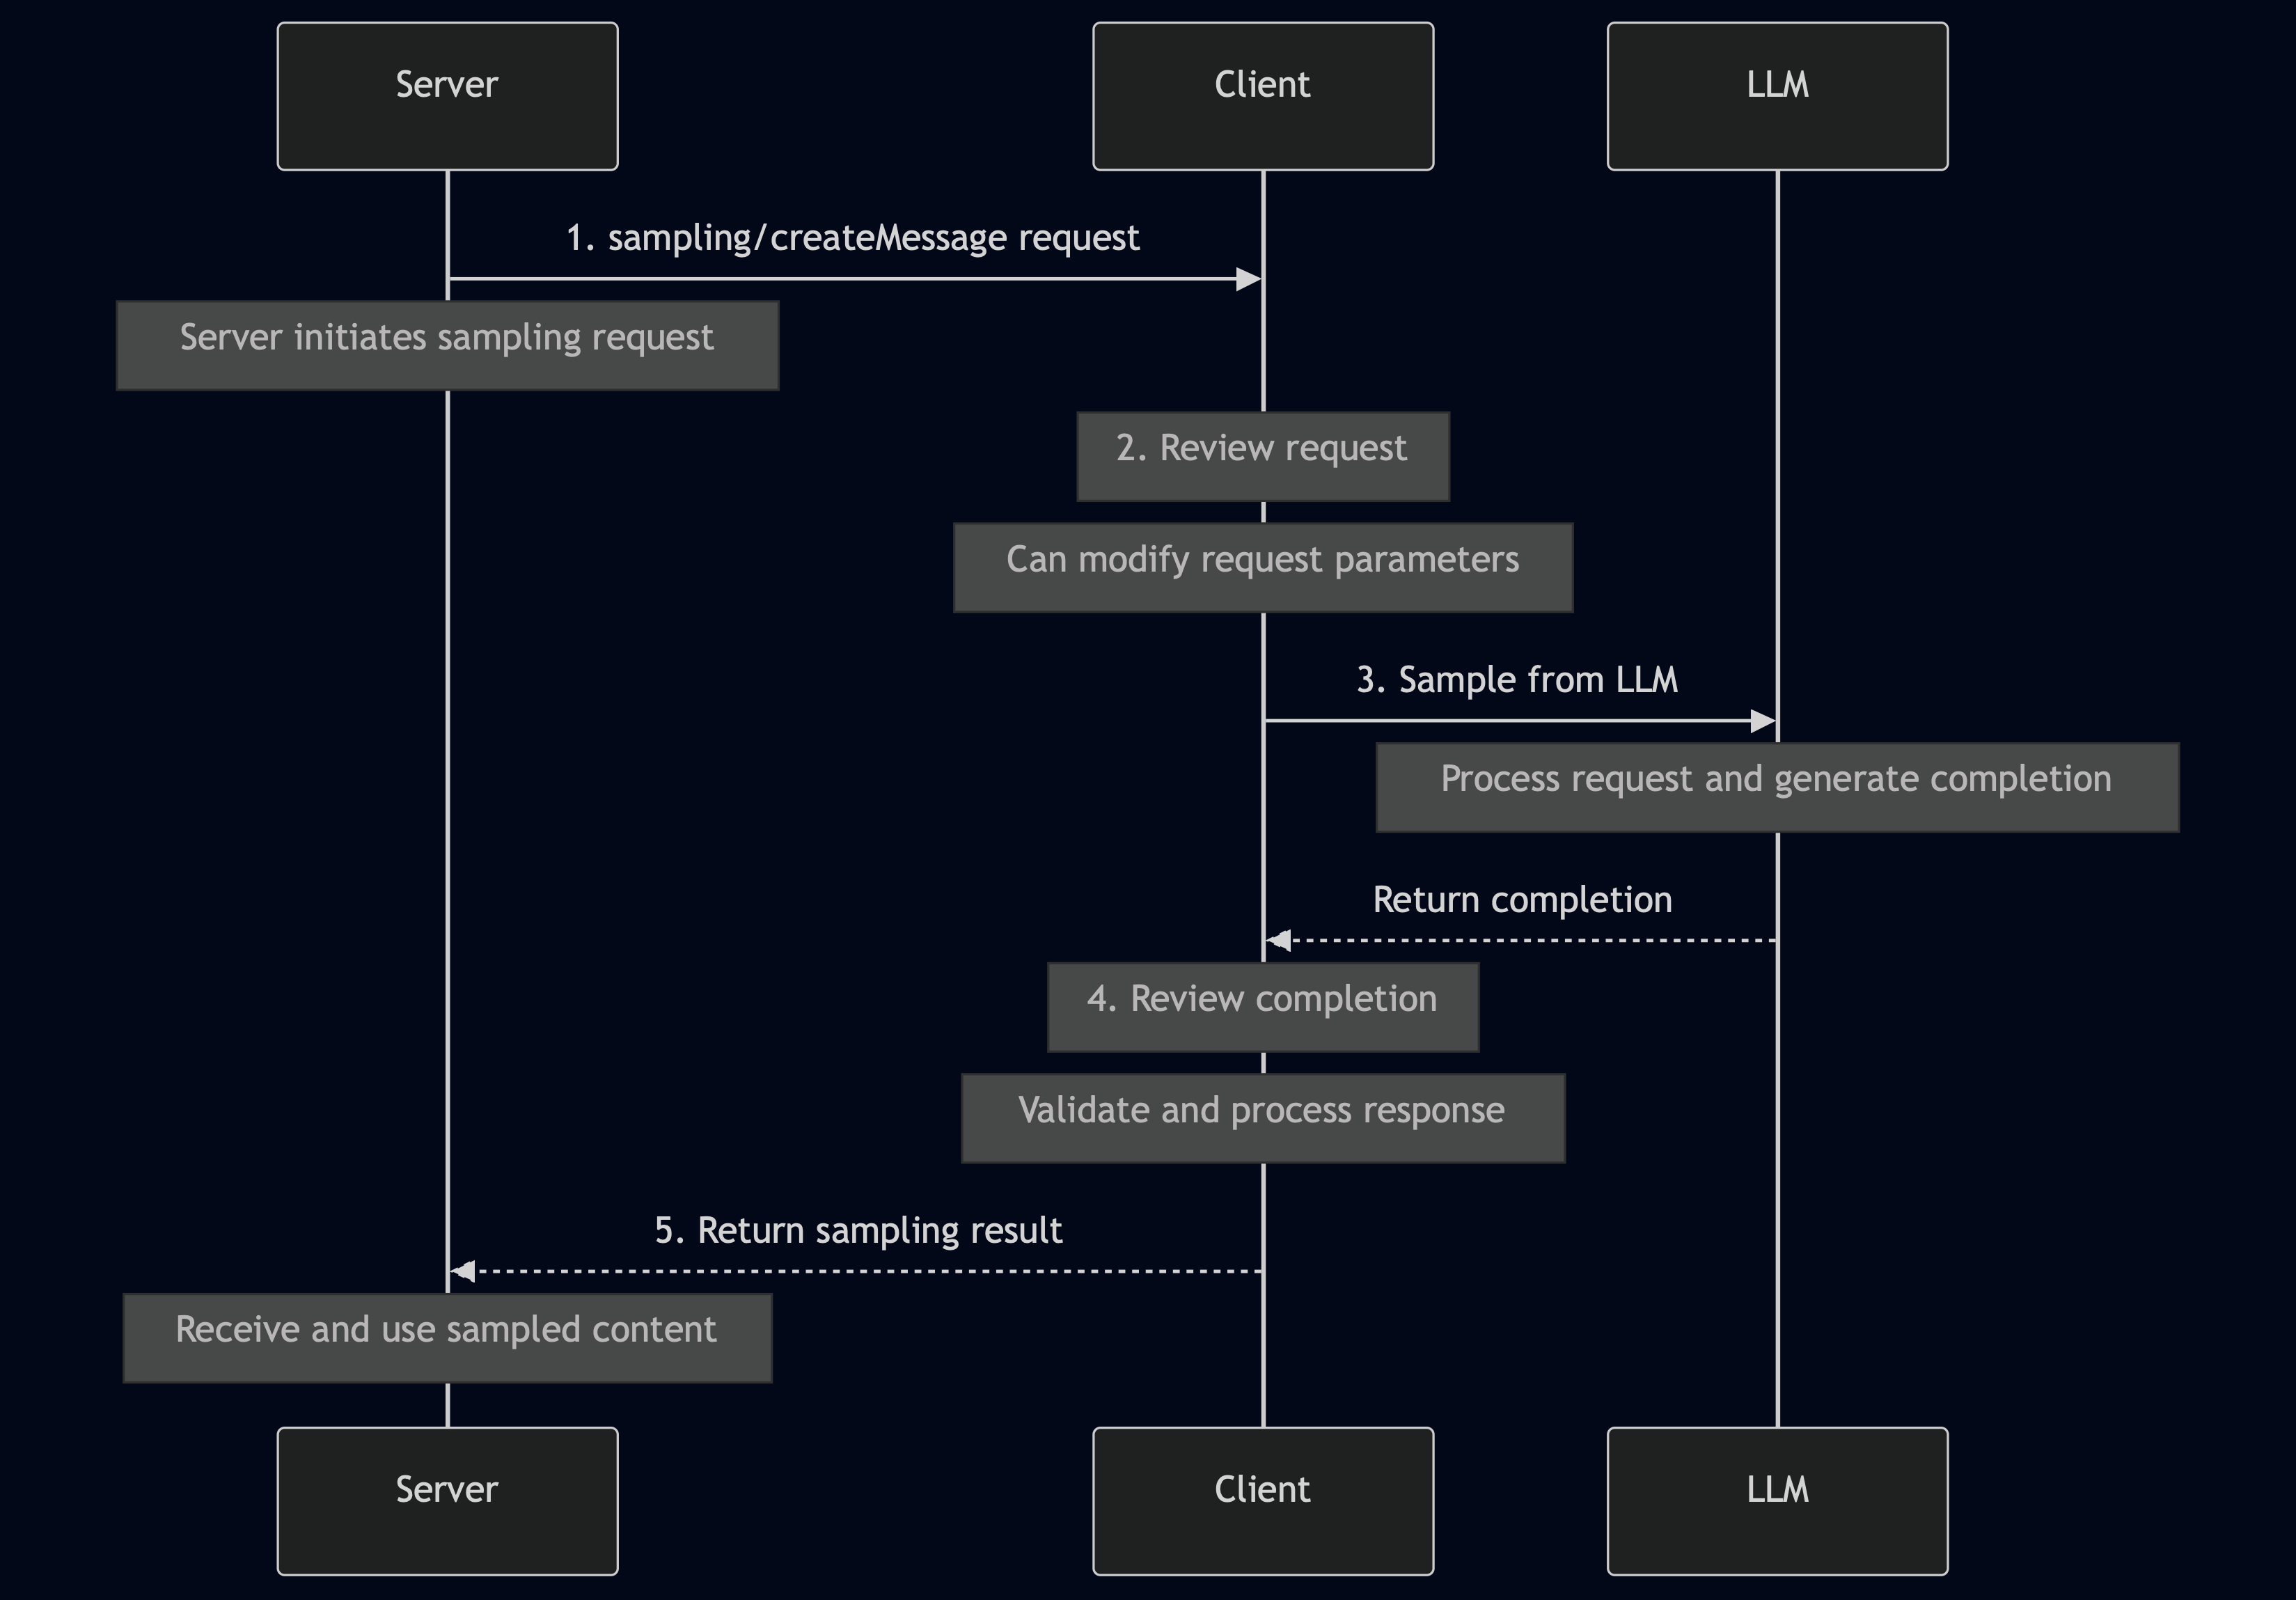 Server
Client
LLM
1. sampling/createMessage request
Server initiates sampling request
2. Review request
Can modify request parameters
3. Sample from LLM
Process request and generate completion
Return completion
4. Review completion
Validate and process response
5. Return sampling result
Receive and use sampled content
Server
Client
LLM